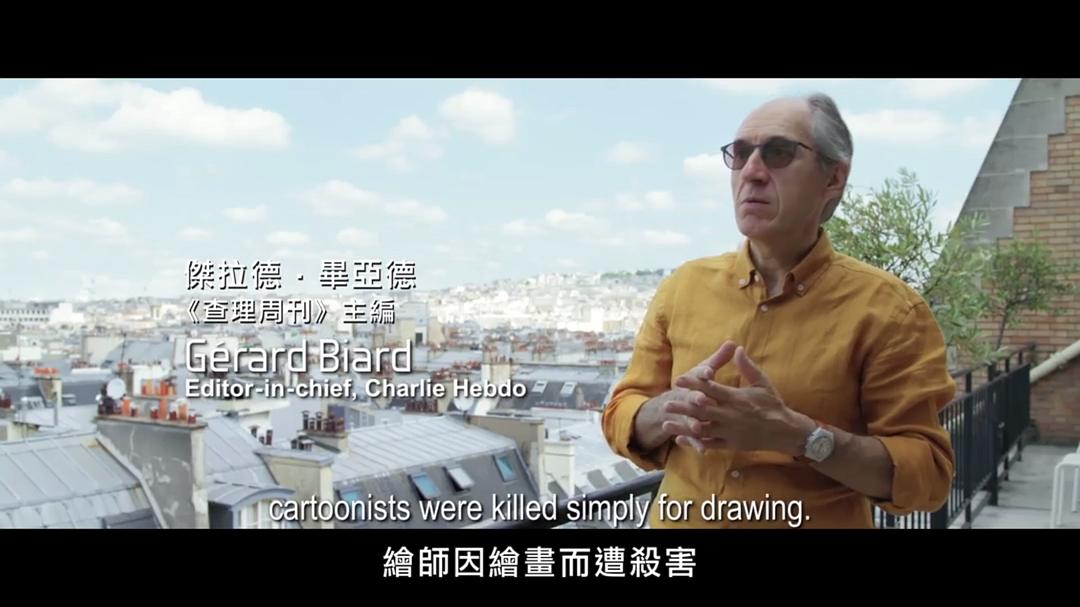 傑拉德．畢亞德
《查理周刊》主編
Gérard Biard
Editor-in-chief, Charlie Hebdo
cartoonists were killed simply for drawing.
繪師因繪畫而遭殺害